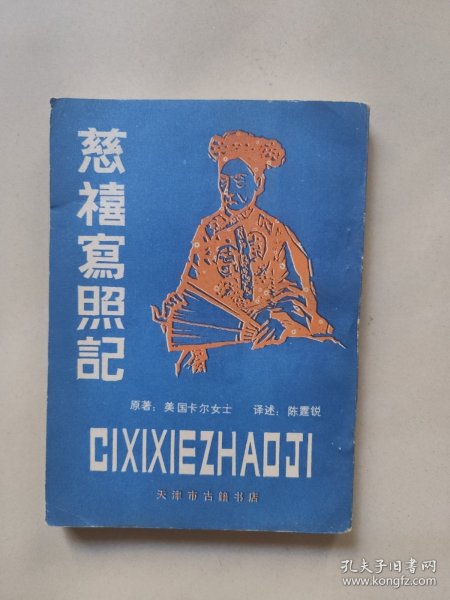 慈禧寫照記
原著：美国卡尔女士 译述：陈霆锐
CIXIXIEZHAOJI
天津市古籍书店
孔夫子旧书网
www.kongfz.com